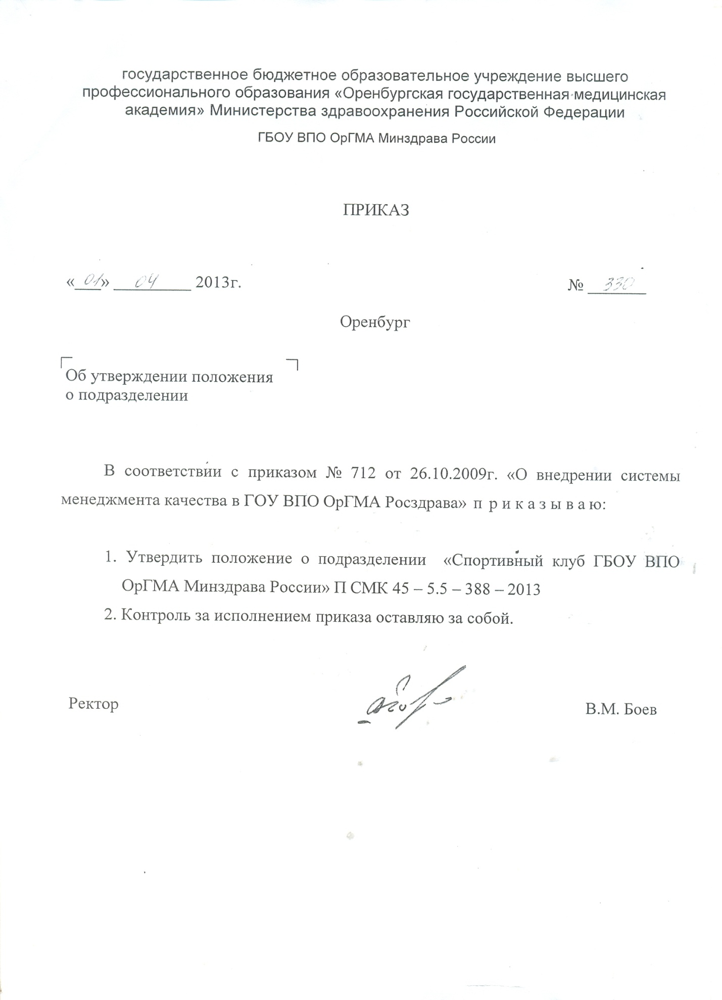 государственное бюджетное образовательное учреждение высшего
профессионального образования «Оренбургская государственная медицинская
академия» Министерства здравоохранения Российской Федерации
ГБОУ ВПО ОрГМА Минздрава России
ПРИКАЗ
«01» 04 2013г. № 330
Оренбург
Об утверждении положения
о подразделении
В соответствии с приказом № 712 от 26.10.2009г. «О внедрении системы
менеджмента качества в ГОУ ВПО ОрГМА Росздрава» п р и к а з ы в а ю:
1. Утвердить положение о подразделении «Спортивный клуб ГБОУ ВПО
ОрГМА Минздрава России» П СМК 45 – 5.5 – 388 – 2013
2. Контроль за исполнением приказа оставляю за собой.
Ректор В.М. Боев